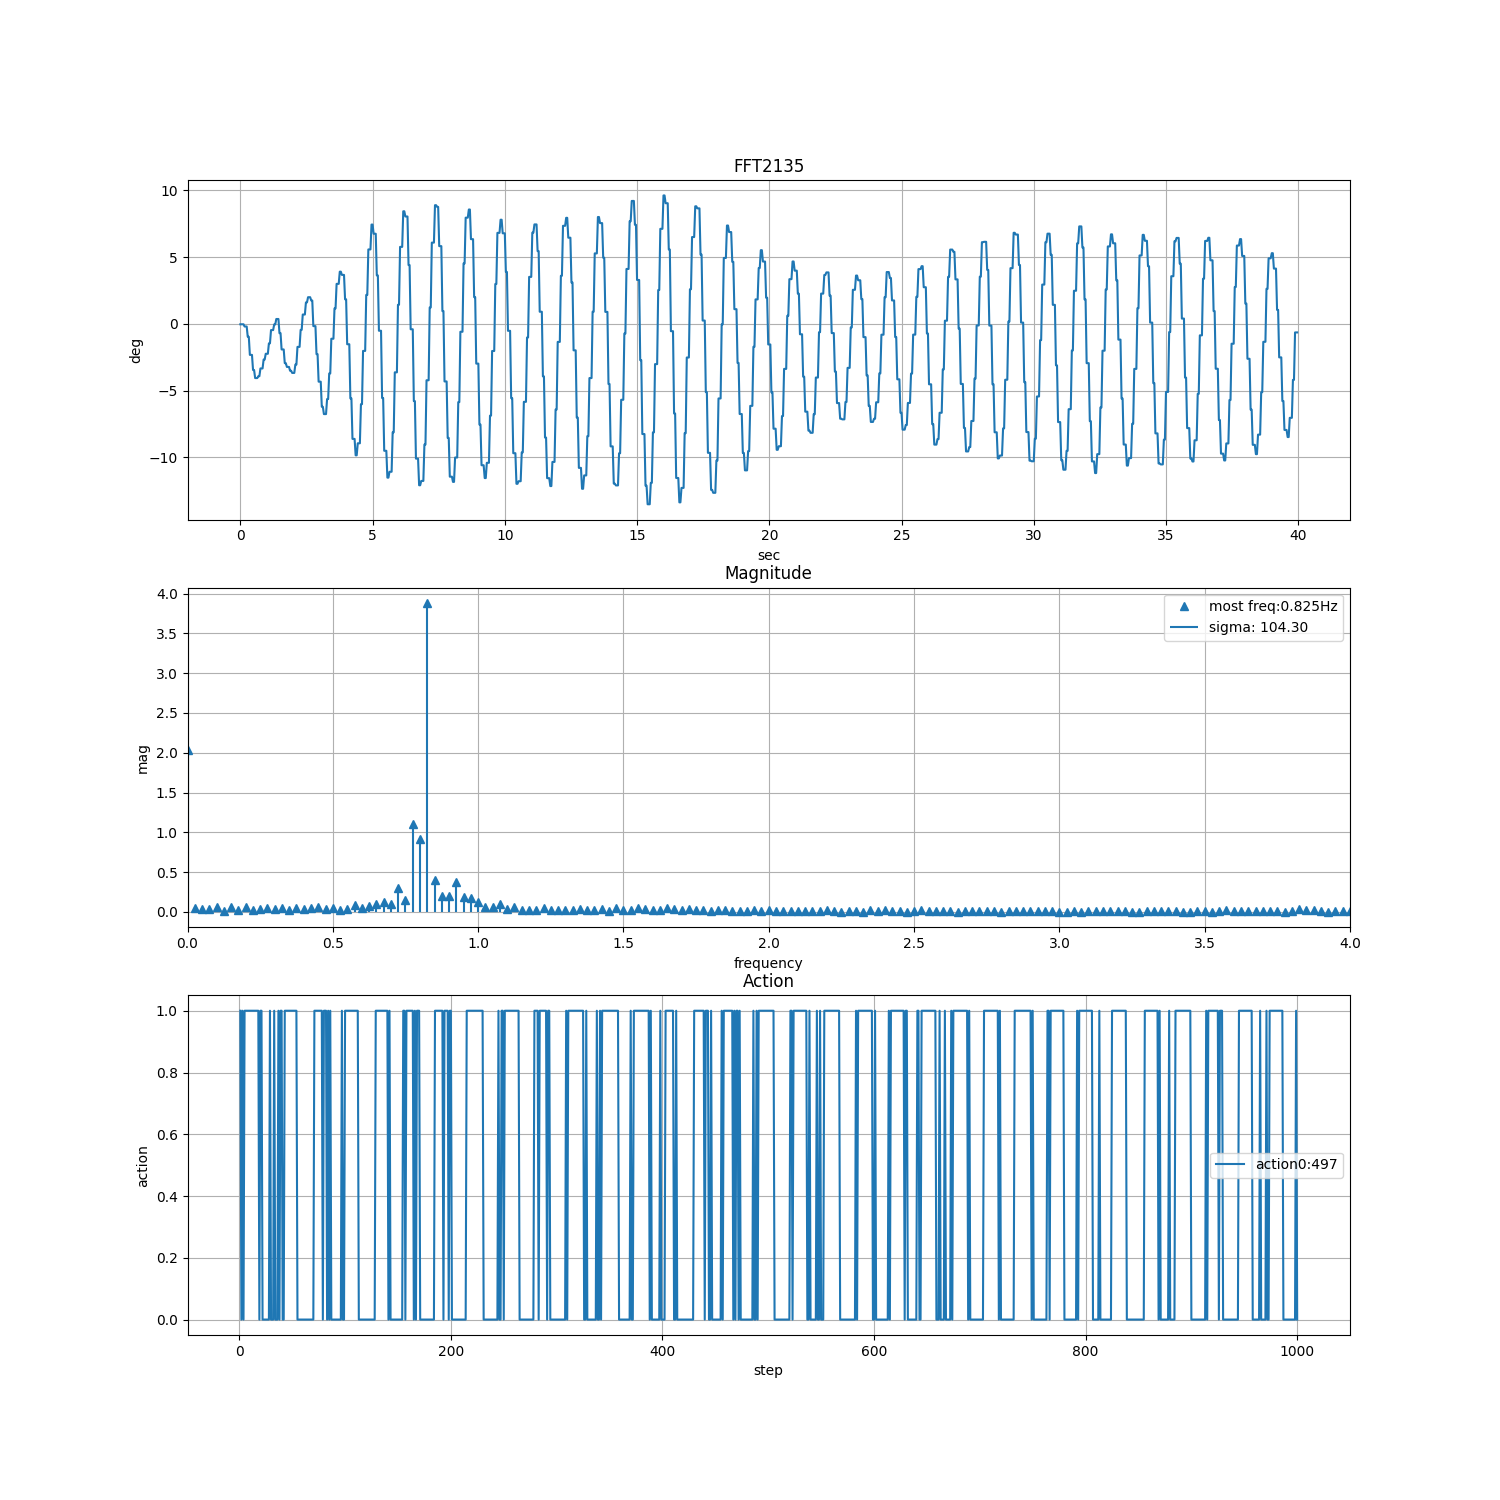 FFT2135
10
5
0
−5
−10
deg
0 5 10 15 20 25 30 35 40
sec
Magnitude
4.0
3.5
3.0
2.5
2.0
1.5
1.0
0.5
0.0
mag
most freq:0.825Hz
sigma: 104.30
0.0 0.5 1.0 1.5 2.0 2.5 3.0 3.5 4.0
frequency
Action
1.0
0.8
0.6
0.4
0.2
0.0
action
action0:497
0 200 400 600 800 1000
step